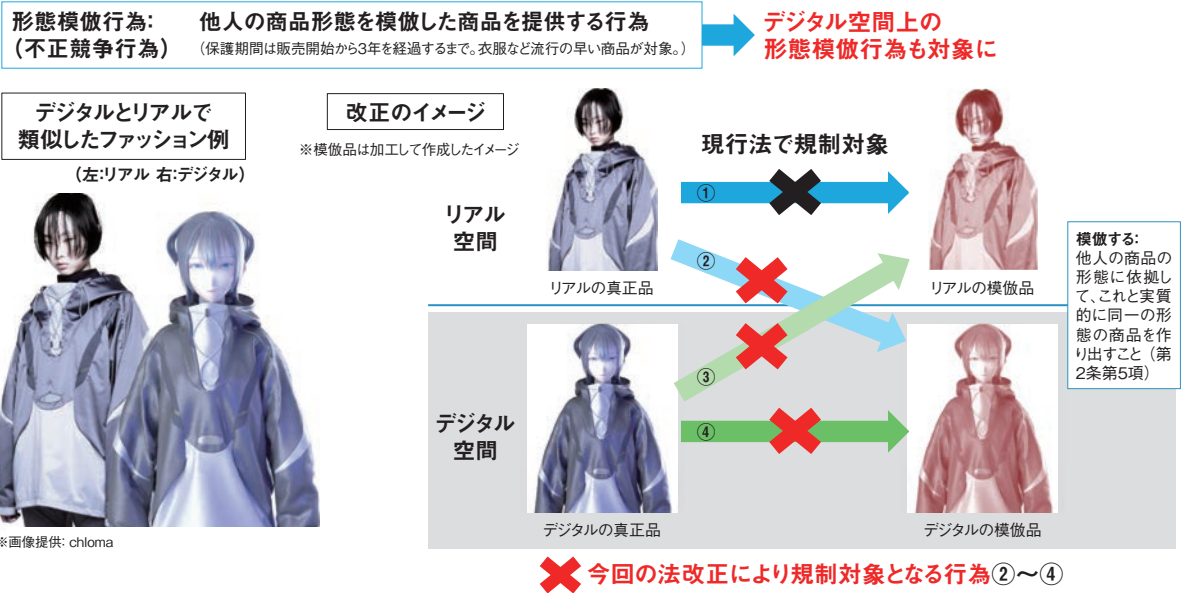 形態模倣行為: 他人の商品形態を模倣した商品を提供する行為
(不正競争行為) (保護期間は販売開始から3年を経過するまで。衣服など流行の早い商品が対象。)
デジタル空間上の
形態模倣行為も対象に
デジタルとリアルで
類似したファッション例
(左:リアル 右:デジタル)
※画像提供: chloma
改正のイメージ
※模倣品は加工して作成したイメージ
現行法で規制対象
リアル
空間
①
②
リアルの真正品
リアルの模倣品
デジタル
空間
③
④
デジタルの真正品
デジタルの模倣品
模倣する:
他人の商品の
形態に依拠し
て、これと実質
的に同一の形
態の商品を作
り出すこと (第
2条第5項)
今回の法改正により規制対象となる行為②〜④